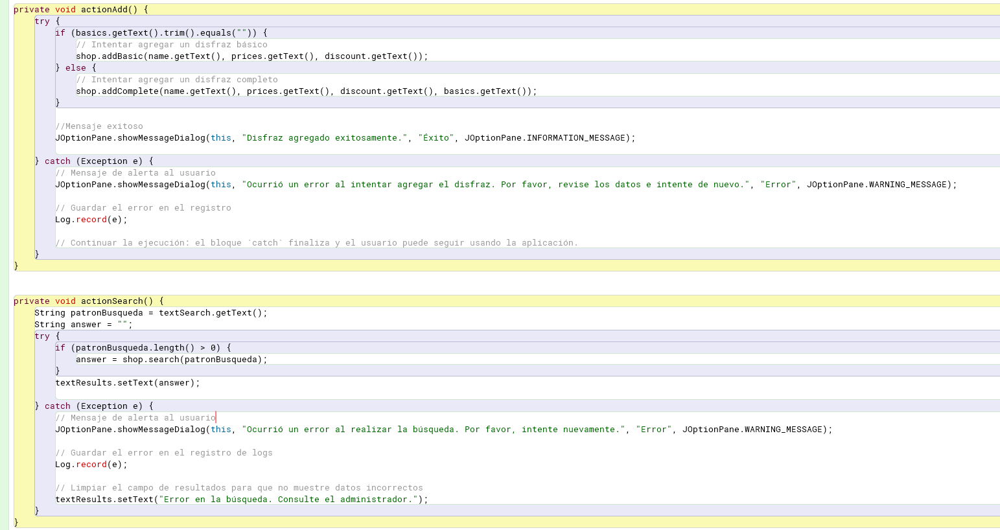 private void actionAdd() {
    try {
        if (basics.getText().trim().equals("")) {
            // Intentar agregar un disfraz básico
            shop.addBasic(name.getText(), prices.getText(), discount.getText());
        } else {
            // Intentar agregar un disfraz completo
            shop.addComplete(name.getText(), prices.getText(), discount.getText(), basics.getText());
        }

        //Mensaje exitoso
        JOptionPane.showMessageDialog(this, "Disfraz agregado exitosamente.", "Éxito", JOptionPane.INFORMATION_MESSAGE);

    } catch (Exception e) {
        // Mensaje de alerta al usuario
        JOptionPane.showMessageDialog(this, "Ocurrió un error al intentar agregar el disfraz. Por favor, revise los datos e intente de nuevo.", "Error", JOptionPane.WARNING_MESSAGE);

        // Guardar el error en el registro
        Log.record(e);

        // Continuar la ejecución: el bloque `catch` finaliza y el usuario puede seguir usando la aplicación.
    }
}

private void actionSearch() {
    String patronBusqueda = textSearch.getText();
    String answer = "";
    try {
        if (patronBusqueda.length() > 0) {
            answer = shop.search(patronBusqueda);
        }
        textResults.setText(answer);

    } catch (Exception e) {
        // Mensaje de alerta al usuario
        JOptionPane.showMessageDialog(this, "Ocurrió un error al realizar la búsqueda. Por favor, intente nuevamente.", "Error", JOptionPane.WARNING_MESSAGE);

        // Guardar el error en el registro de logs
        Log.record(e);

        // Limpiar el campo de resultados para que no muestre datos incorrectos
        textResults.setText("Error en la búsqueda. Consulte el administrador.");
    }
}